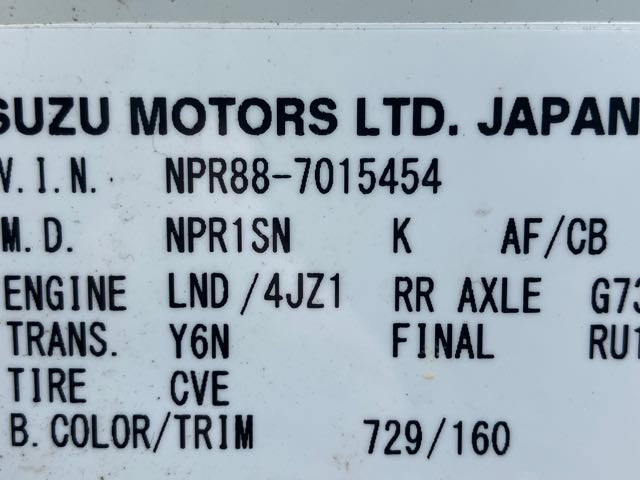 SUZU MOTORS LTD. JAPAN
V.I.N. NPR88-7015454
M.D. NPR1SN K AF/CB
ENGINE LND/4JZ1 RR AXLE G73
TRANS. Y6N FINAL RU1
TIRE CVE
B.COLOR/TRIM 729/160